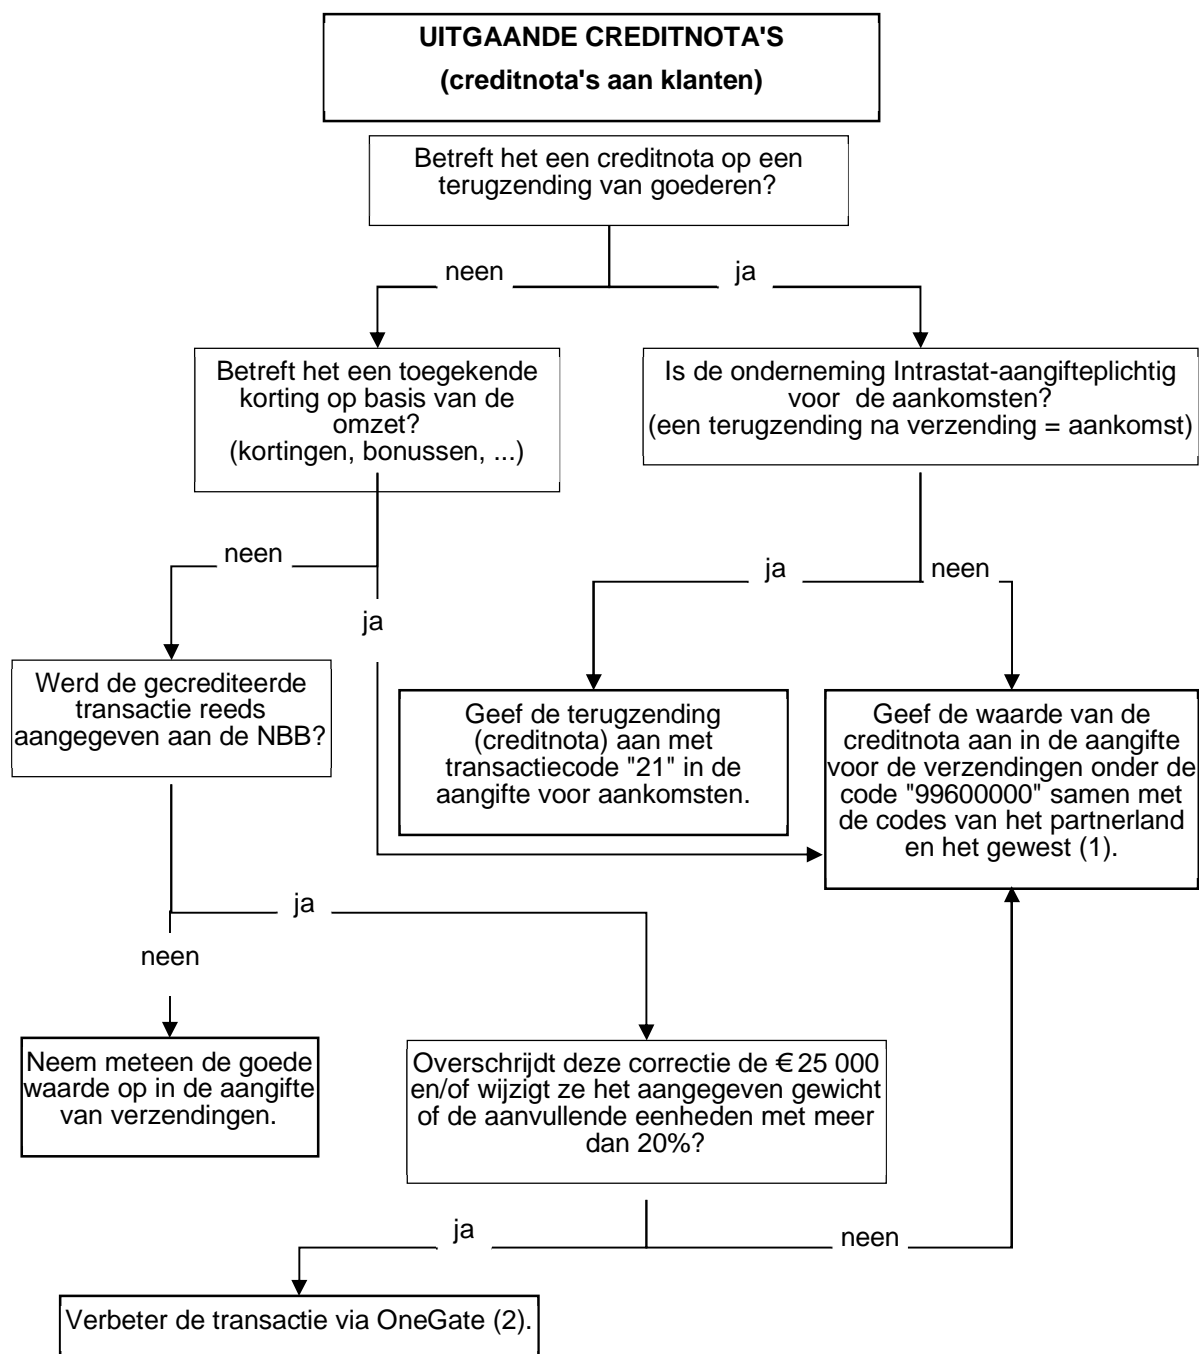 UITGAANDE CREDITNOTA'S
(creditnota's aan klanten)
Betreft het een creditnota op een
terugzending van goederen?
neen
ja
Betreft het een toegekende
korting op basis van de
omzet?
(kortingen, bonussen, ...)
Is de onderneming Intrastat-aangifteplichtig
voor de aankomsten?
(een terugzending na verzending = aankomst)
neen
ja
ja
neen
Werd de gecrediteerde
transactie reeds
aangegeven aan de NBB?
Geef de terugzending
(creditnota) aan met
transactiecode "21" in de
aangifte voor aankomsten.
Geef de waarde van de
creditnota aan in de aangifte
voor de verzendingen onder de
code "99600000" samen met
de codes van het partnerland
en het gewest (1).
ja
neen
Neem meteen de goede
waarde op in de aangifte
van verzendingen.
Overschrijdt deze correctie de € 25 000
en/of wijzigt ze het aangegeven gewicht
of de aanvullende eenheden met meer
dan 20%?
ja
neen
Verbeter de transactie via OneGate (2).